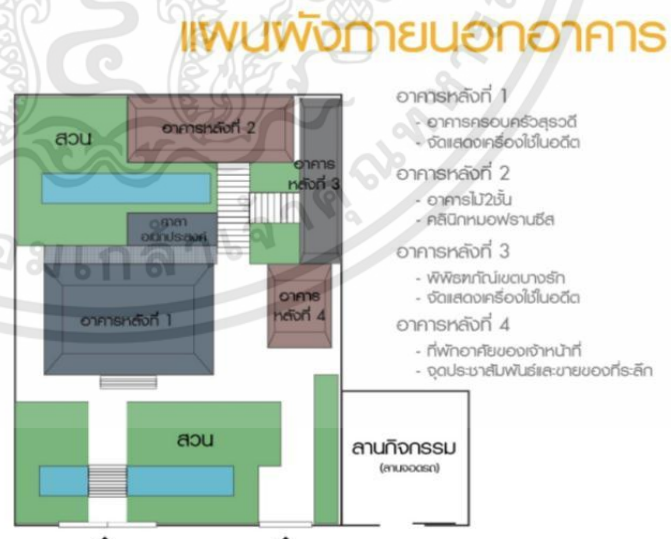 แผนผังภายนอกอาคาร
อาคารหลังที่ 1
- อาคารครอบครัวสุรวดี
- จัดแสดงเครื่องใช้ในอดีต
อาคารหลังที่ 2
- อาคารไม้2ชั้น
- คลินิกหมอฟรานซีส
อาคารหลังที่ 3
- พิพิธภัณฑ์เขตบางรัก
- จัดแสดงเครื่องใช้ในอดีต
อาคารหลังที่ 4
- ที่พักอาศัยของเจ้าหน้าที่
- จุดประชาสัมพันธ์และขายของที่ระลึก
สวน
อาคารหลังที่ 2
อาคาร
หลังที่ 3
ศาลา
อเนิกประสงค์
อาคารหลังที่ 1
อาคาร
หลังที่ 4
สวน
ลานกิจกรรม
(ลานจอดรถ)